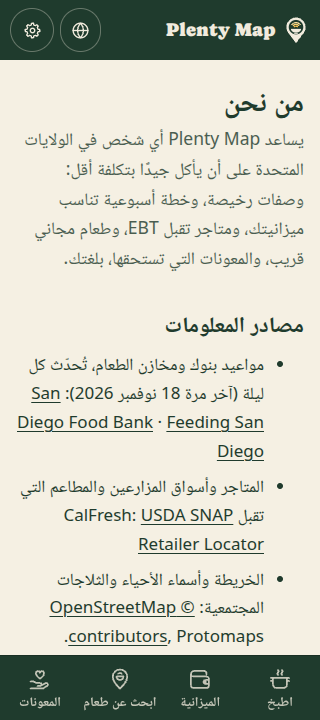 Plenty Map
من نحن
يساعد Plenty Map أي شخص في الولايات
المتحدة على أن يأكل جيدًا بتكلفة أقل:
وصفات رخيصة، وخطة أسبوعية تناسب
ميزانيتك، ومتاجر تقبل EBT، وطعام مجاني
قريب، والمعونات التي تستحقها، بلغتك.
مصادر المعلومات
مواعيد بنوك ومخازن الطعام، تُحدّث كل
ليلة (آخر مرة 18 نوفمبر 2026): San
Diego Food Bank · Feeding San
Diego
المتاجر وأسواق المزارعين والمطاعم التي
تقبل CalFresh: USDA SNAP
Retailer Locator
الخريطة وأسماء الأحياء والثلاجات
المجتمعية: © OpenStreetMap
contributors, Protomaps.
اطبخ
الميزانية
ابحث عن طعام
المعونات